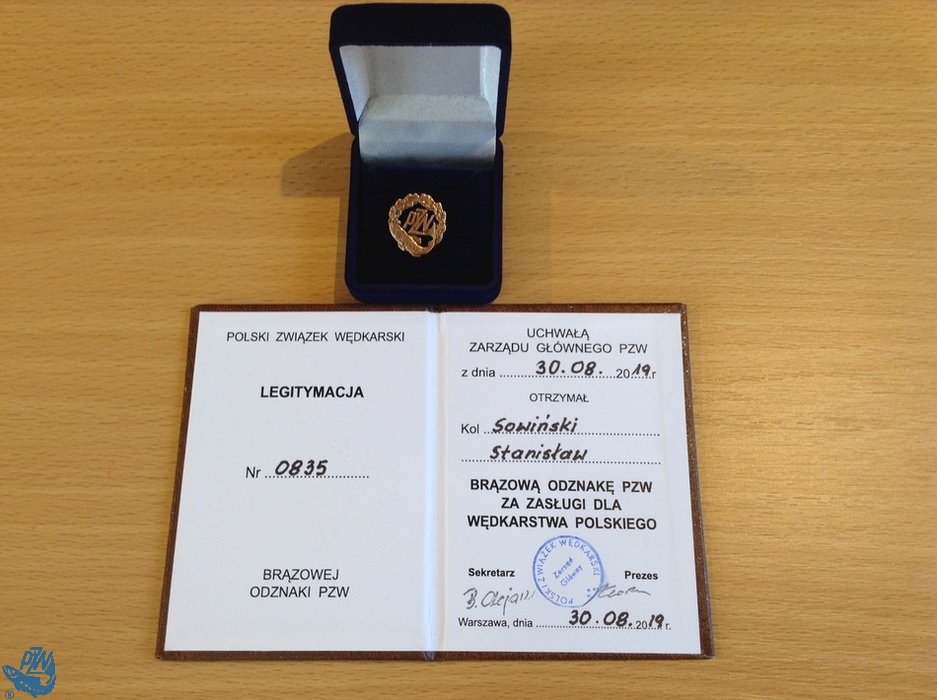 PZW
POLSKI ZWIĄZEK WĘDKARSKI
LEGITYMACJA
Nr 0835
BRĄZOWEJ
ODZNAKI PZW
UCHWAŁĄ
ZARZĄDU GŁÓWNEGO PZW
z dnia 30.08. 2019r
OTRZYMAŁ
Kol Sowiński
Stanisław
BRĄZOWĄ ODZNAKĘ PZW
ZA ZASŁUGI DLA
WĘDKARSTWA POLSKIEGO
POLSKI ZWIĄZEK WĘDKARSKI
Zarząd
Główny
Sekretarz Prezes
Warszawa, dnia 30.08.2019r.
PZW
®